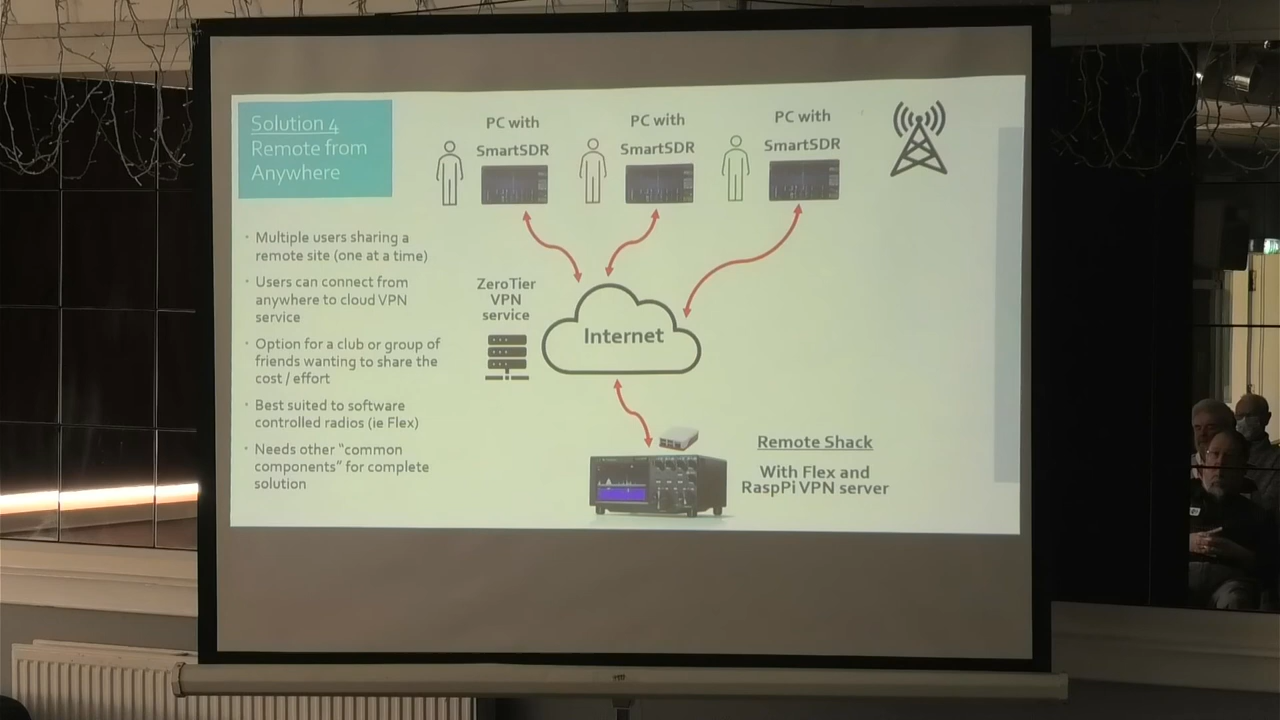 Solution 4
Remote from
Anywhere
• Multiple users sharing a
remote site (one at a time)
• Users can connect from
anywhere to cloud VPN
service
• Option for a club or group of
friends wanting to share the
cost / effort
• Best suited to software
controlled radios (ie Flex)
• Needs other “common
components” for complete
solution
PC with
SmartSDR
PC with
SmartSDR
PC with
SmartSDR
ZeroTier
VPN
service
Internet
Remote Shack
With Flex and
RaspPi VPN server